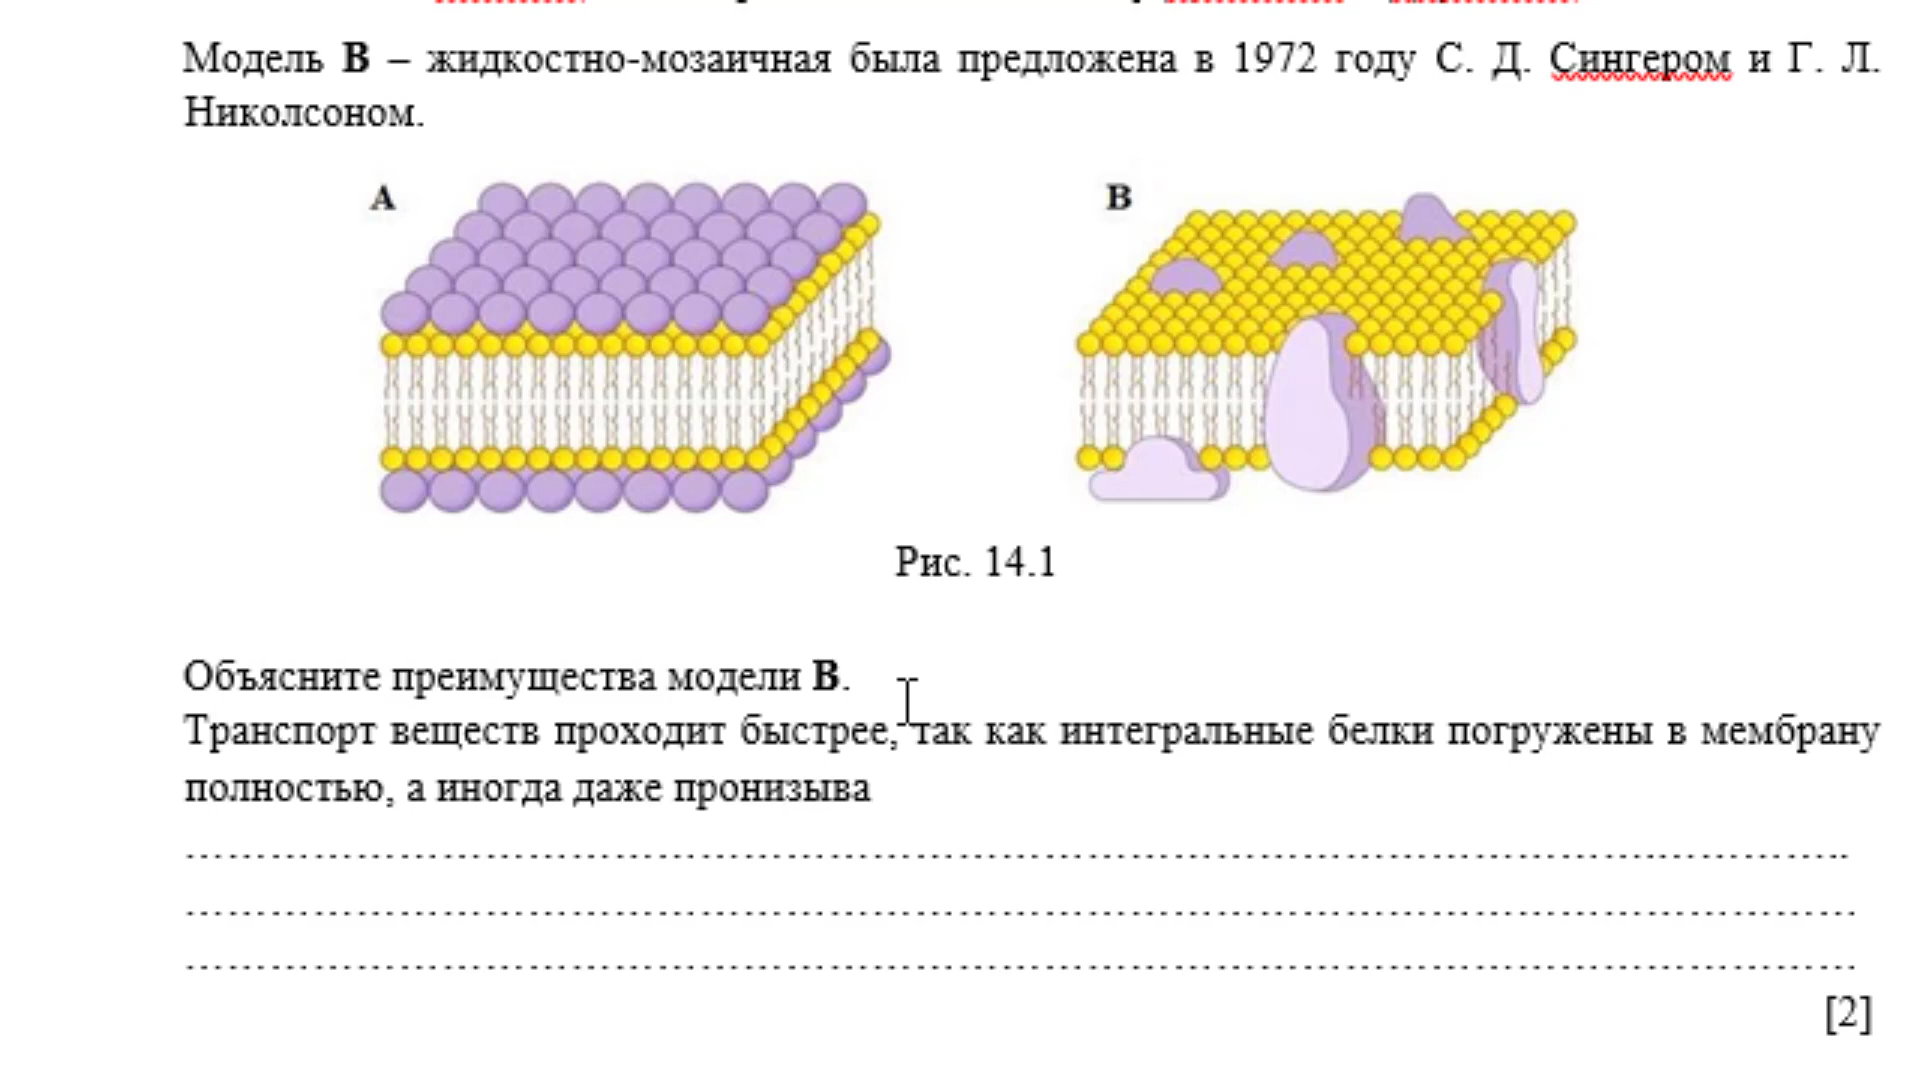 Модель В – жидкостно-мозаичная была предложена в 1972 году С. Д. Сингером и Г. Л.
Николсоном.
А В
Рис. 14.1
Объясните преимущества модели В.
Транспорт веществ проходит быстрее, так как интегральные белки погружены в мембрану
полностью, а иногда даже пронизыва
[2]